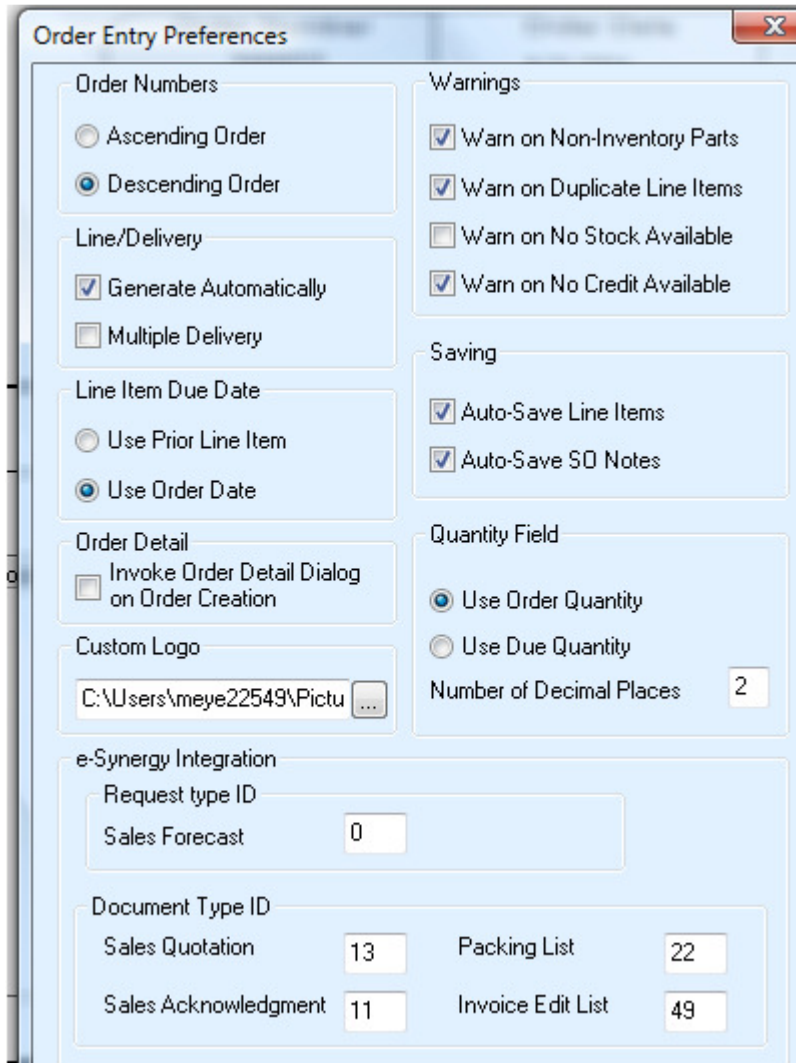 Order Entry Preferences
Order Numbers
Ascending Order
Descending Order
Line/Delivery
Generate Automatically
Multiple Delivery
Line Item Due Date
Use Prior Line Item
Use Order Date
Order Detail
Invoke Order Detail Dialog
on Order Creation
Custom Logo
C:\Users\meye22549\Pictu ...
Warnings
Warn on Non-Inventory Parts
Warn on Duplicate Line Items
Warn on No Stock Available
Warn on No Credit Available
Saving
Auto-Save Line Items
Auto-Save SO Notes
Quantity Field
Use Order Quantity
Use Due Quantity
Number of Decimal Places 2
e-Synergy Integration
Request type ID
Sales Forecast 0
Document Type ID
Sales Quotation 13 Packing List 22
Sales Acknowledgment 11 Invoice Edit List 49